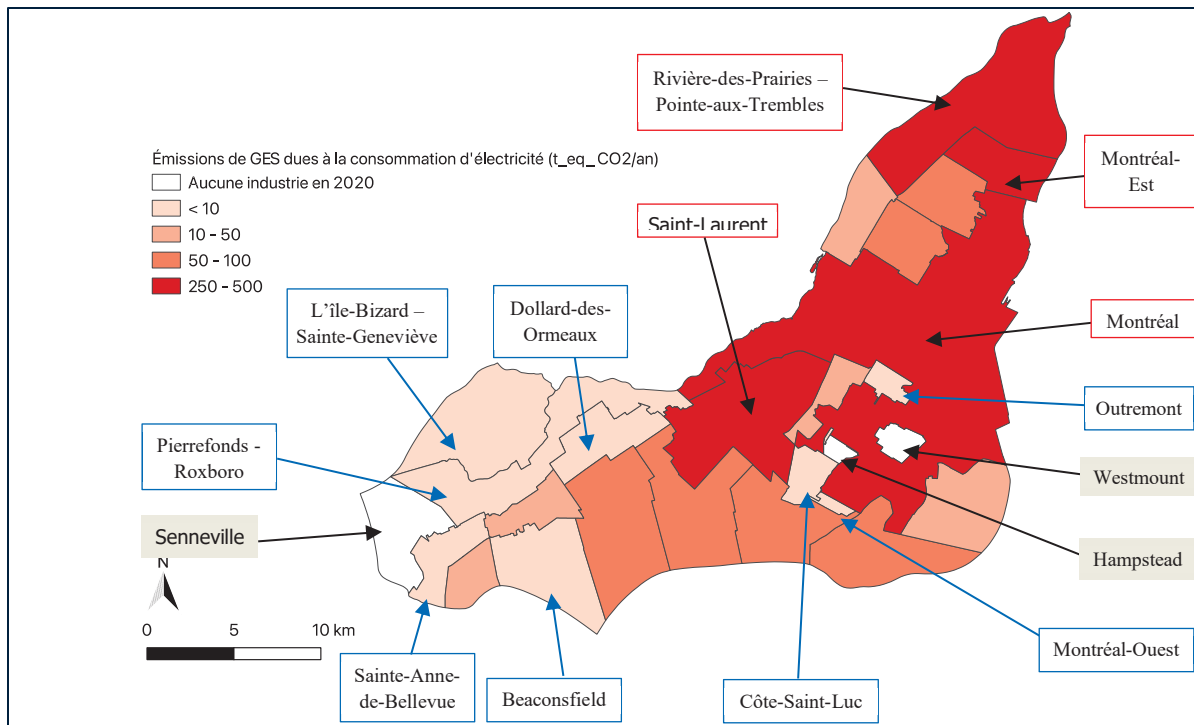 Rivière-des-Prairies –
Pointe-aux-Trembles
Émissions de GES dues à la consommation d'électricité (t_eq_CO2/an)
Aucune industrie en 2020
< 10
10 - 50
50 - 100
250 - 500
Montréal-
Est
Saint-Laurent
L'île-Bizard –
Sainte-Geneviève
Dollard-des-
Ormeaux
Montréal
Outremont
Pierrefonds -
Roxboro
Westmount
Senneville
Hampstead
N
0 5 10 km
Montréal-Ouest
Sainte-Anne-
de-Bellevue
Beaconsfield
Côte-Saint-Luc